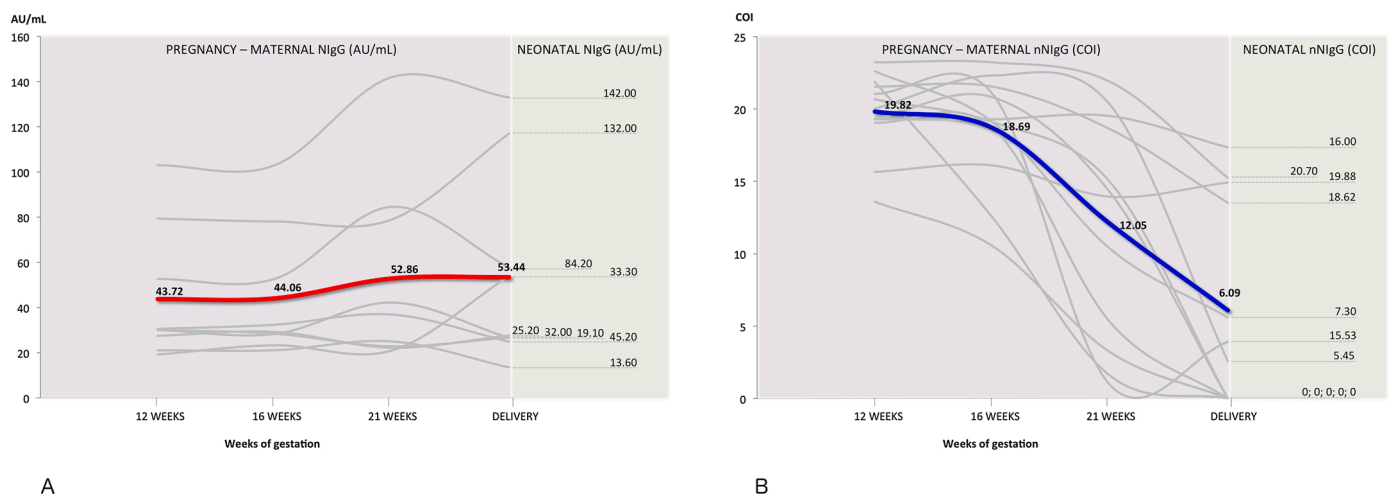 AU/mL
160
140
120
100
80
60
40
20
0
PREGNANCY – MATERNAL NIgG (AU/mL)
NEONATAL NIgG (AU/mL)
142.00
132.00
84.20
33.30
43.72
44.06
52.86
53.44
25.20 32.00 19.10 45.20
13.60
12 WEEKS
16 WEEKS
21 WEEKS
DELIVERY
Weeks of gestation
A
COI
25
20
15
10
5
0
PREGNANCY – MATERNAL nNIgG (COI)
NEONATAL nNIgG (COI)
19.82
18.69
12.05
6.09
16.00
20.70 19.88
18.62
7.30
15.53
5.45
0; 0; 0; 0; 0
12 WEEKS
16 WEEKS
21 WEEKS
DELIVERY
Weeks of gestation
B